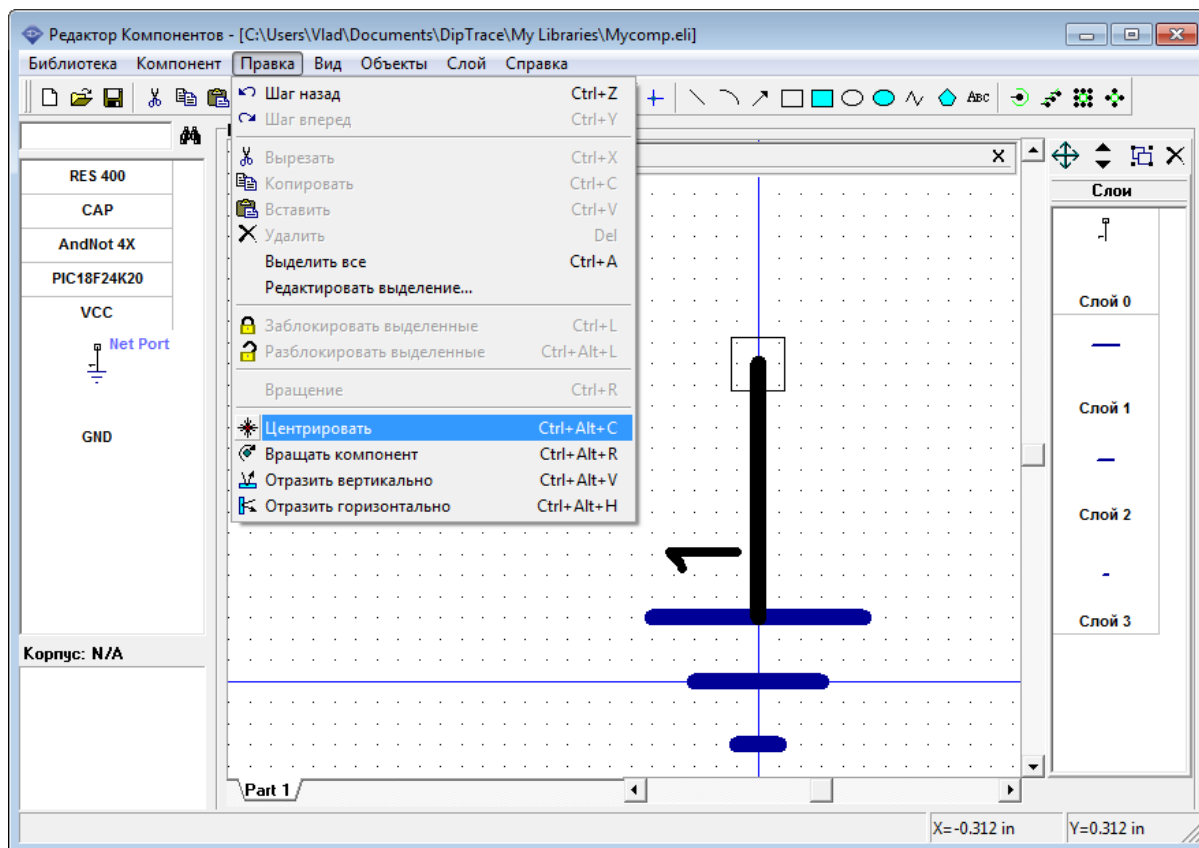 Редактор Компонентов - [C:\Users\Vlad\Documents\DipTrace\My Libraries\Mycomp.eli]
Библиотека Компонент Правка Вид Объекты Слой Справка
ABC
Шаг назад Ctrl+Z
Шаг вперед Ctrl+Y
Вырезать Ctrl+X
Копировать Ctrl+C
Вставить Ctrl+V
Удалить Del
Выделить все Ctrl+A
Редактировать выделение...
Заблокировать выделенные Ctrl+L
Разблокировать выделенные Ctrl+Alt+L
Вращение Ctrl+R
Центрировать Ctrl+Alt+C
Вращать компонент Ctrl+Alt+R
Отразить вертикально Ctrl+Alt+V
Отразить горизонтально Ctrl+Alt+H
RES 400
CAP
AndNot 4X
PIC18F24K20
VCC
Net Port
GND
Корпус: N/A
1
Part 1
Слои
Слой 0
Слой 1
Слой 2
Слой 3
X=-0.312 in Y=0.312 in